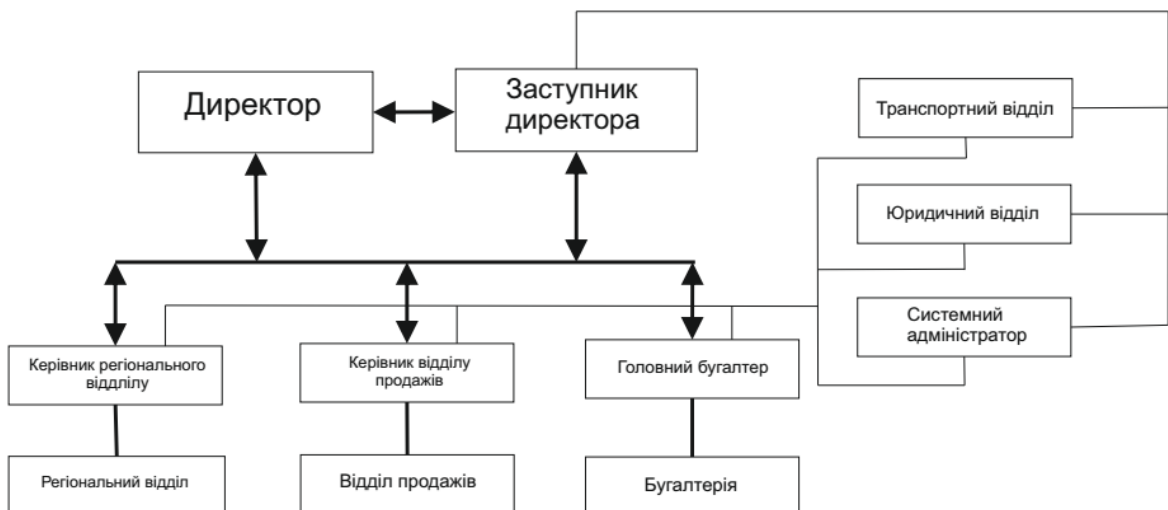 Директор
Заступник
директора
Транспортний відділ
Юридичний відділ
Системний
адміністратор
Керівник регіонального
віддлілу
Керівник відділу
продажів
Головний бугалтер
Регіональний відділ
Відділ продажів
Бугалтерія